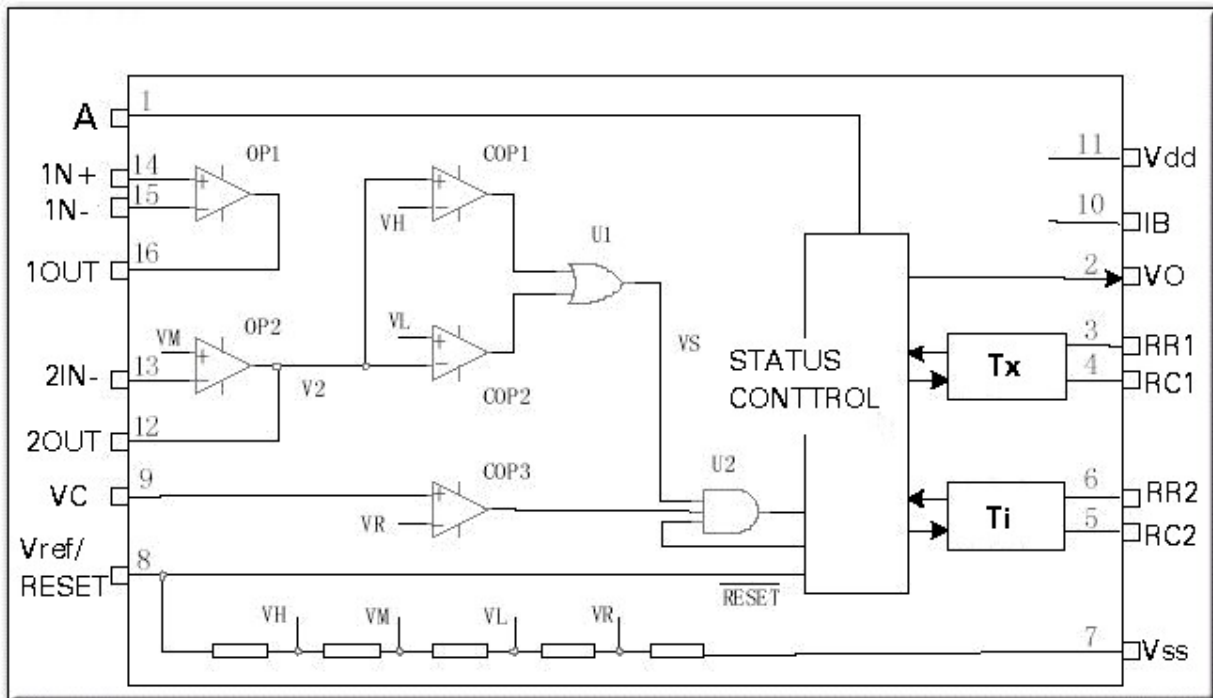 A 1
OP1 COP1
1N+ 14
11 Vdd
1N- 15
VH
10 IB
U1
1OUT 16
2 VO
VM OP2
VL
VS
3 RR1
2IN- 13
V2
COP2
STATUS
CONTTROL
Tx
4 RC1
2OUT 12
VC 9
COP3
U2
6 RR2
VR
Ti
5 RC2
Vref/
RESET 8
RESET
VH VM VL VR
7 Vss
+
-
+
-
+
-
+
-
+
-